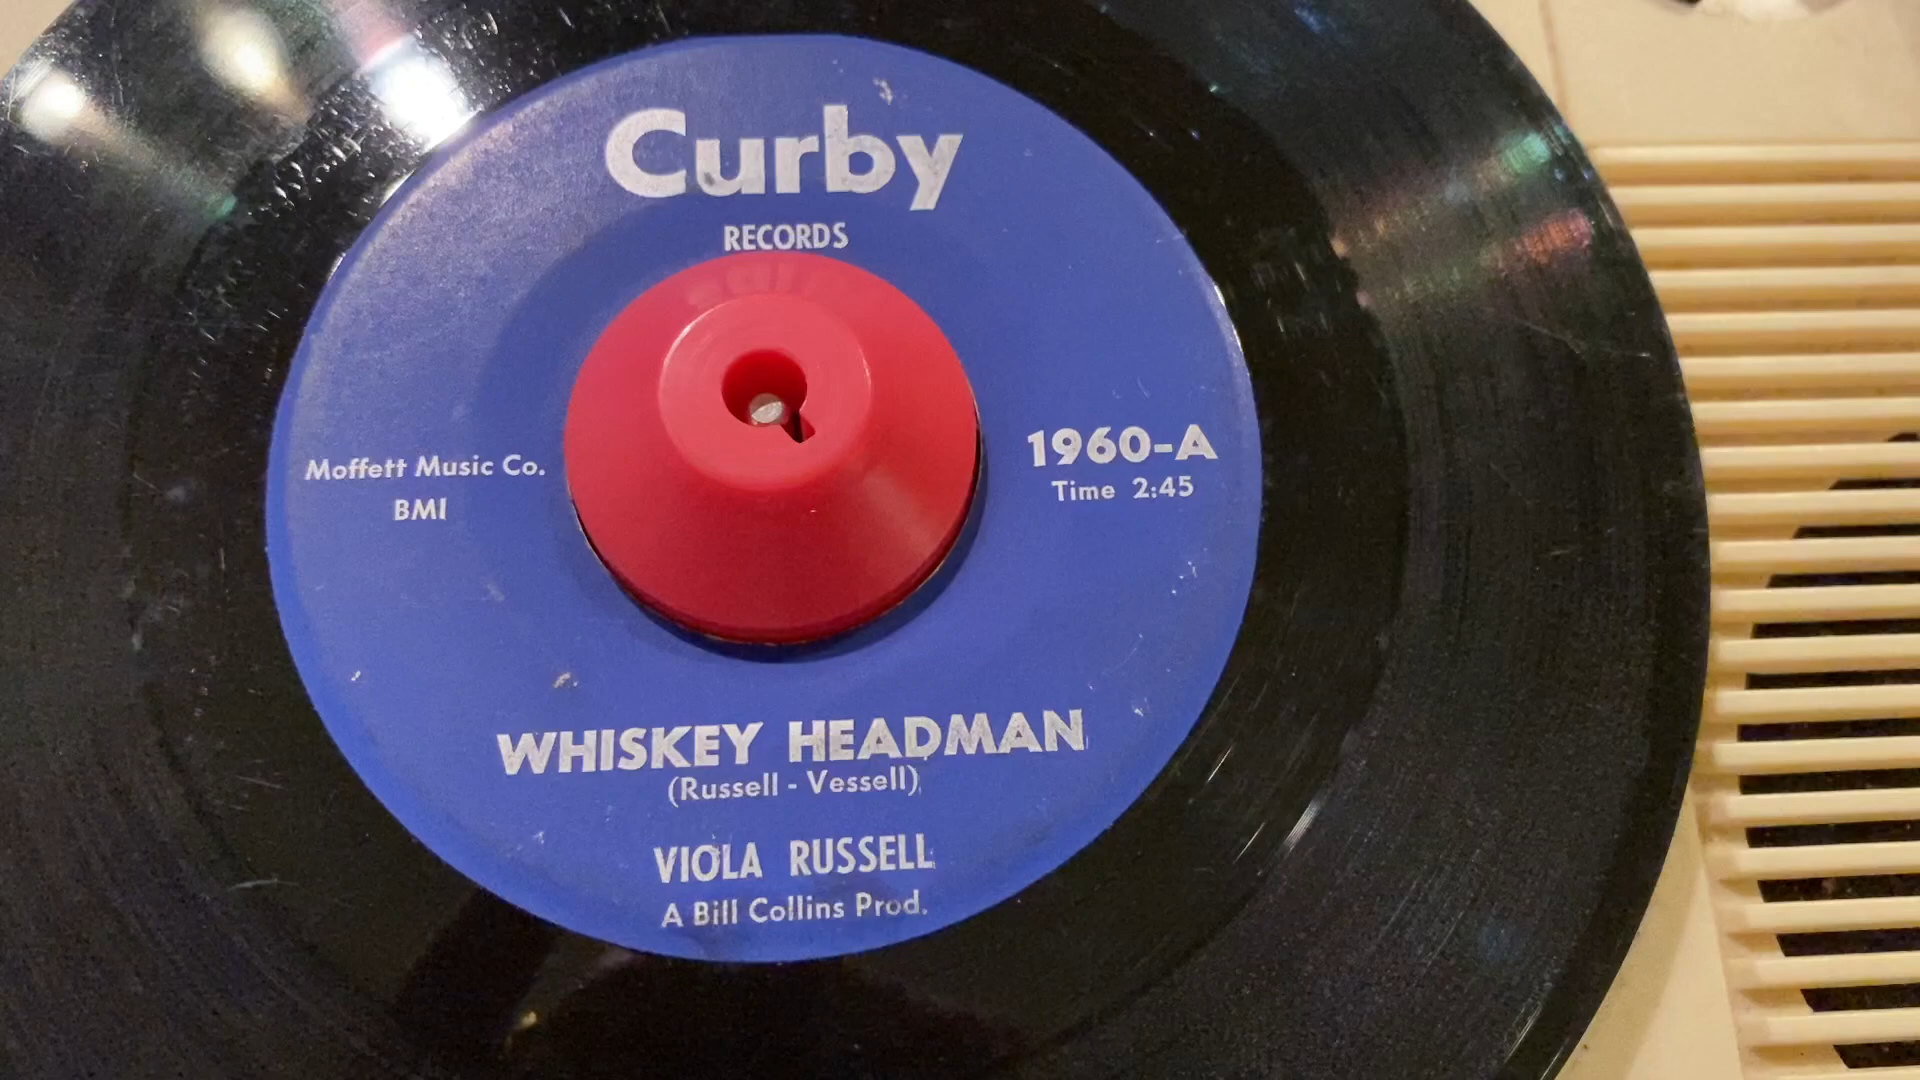 Curby
RECORDS
Moffett Music Co.
BMI
1960-A
Time 2:45
WHISKEY HEADMAN
(Russell - Vessell)
VIOLA RUSSELL
A Bill Collins Prod.